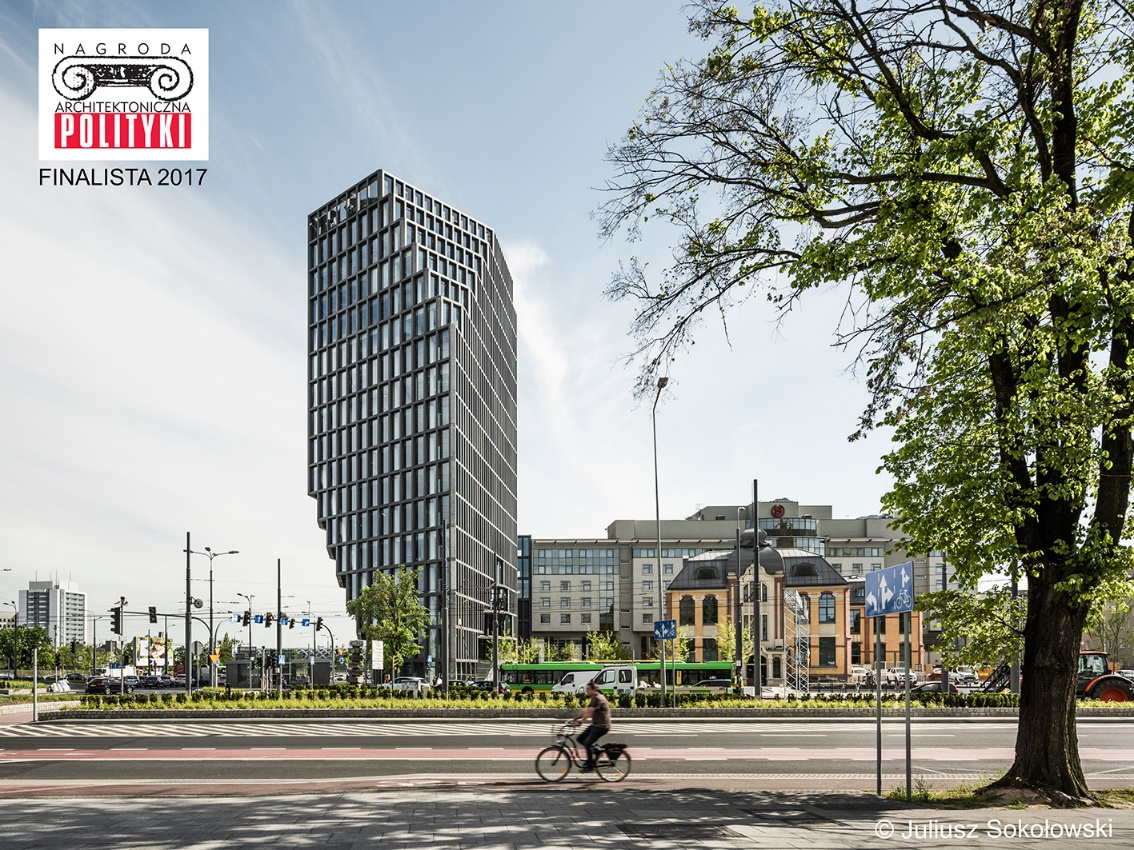 NAGRODA
ARCHITEKTONICZNA
POLITYKI
FINALISTA 2017
© Juliusz Sokołowski